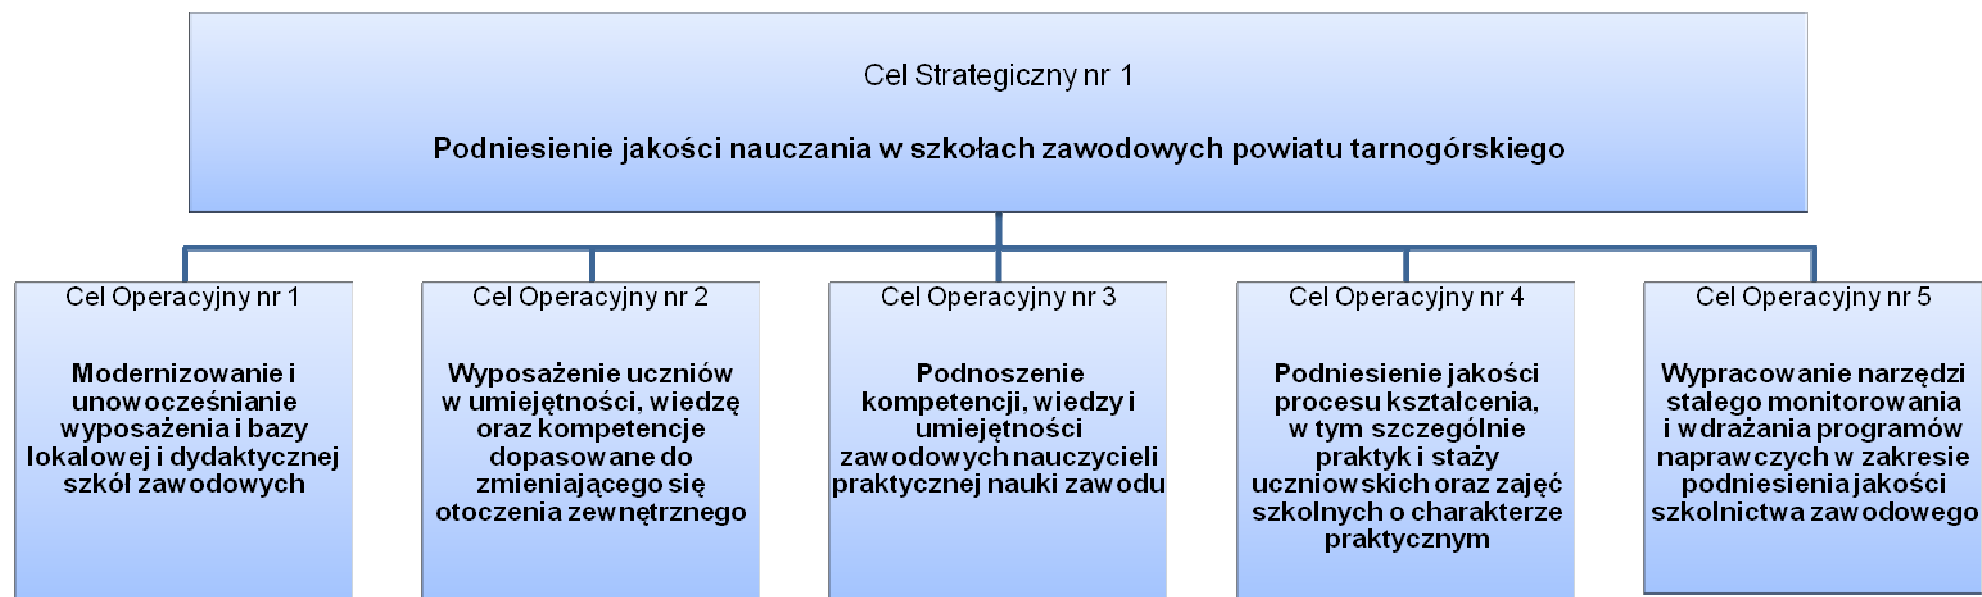 Cel Strategiczny nr 1
Podniesienie jakości nauczania w szkołach zawodowych powiatu tarnogórskiego
Cel Operacyjny nr 1
Modernizowanie i
unowocześnianie
wyposażenia i bazy
lokalowej i dydaktycznej
szkół zawodowych
Cel Operacyjny nr 2
Wyposażenie uczniów
w umiejętności, wiedzę
oraz kompetencje
dopasowane do
zmieniającego się
otoczenia zewnętrznego
Cel Operacyjny nr 3
Podnoszenie
kompetencji, wiedzy i
umiejętności
zawodowych nauczycieli
praktycznej nauki zawodu
Cel Operacyjny nr 4
Podniesienie jakości
procesu kształcenia,
w tym szczególnie
praktyk i staży
uczniowskich oraz zajęć
szkolnych o charakterze
praktycznym
Cel Operacyjny nr 5
Wypracowanie narzędzi
stałego monitorowania
i wdrażania programów
naprawczych w zakresie
podniesienia jakości
szkolnictwa zawodowego